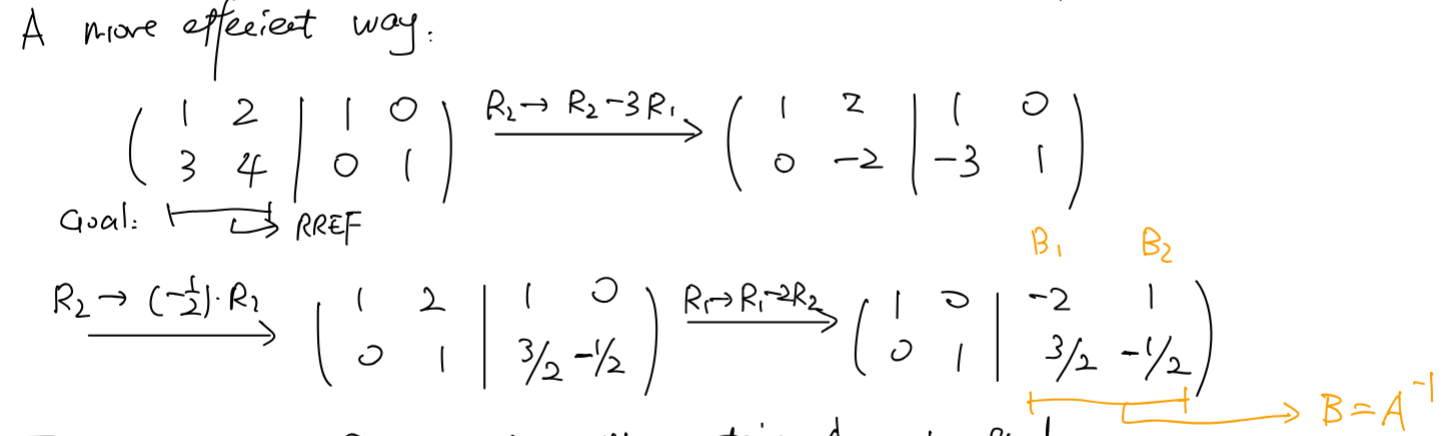 A more effecient way.
( 1 2 | 1 0 ) R₂→ R₂-3R₁ ( 1 2 | 1 0 )
( 3 4 | 0 1 ) ( 0 -2 | -3 1 )
Goal: RREF
B₁ B₂
R₂→ (-1/2)·R₂ ( 1 2 | 1 0 ) R₁→R₁-2R₂ ( 1 0 | -2 1 )
( 0 1 | 3/2 -1/2 ) ( 0 1 | 3/2 -1/2 )
B=A⁻¹